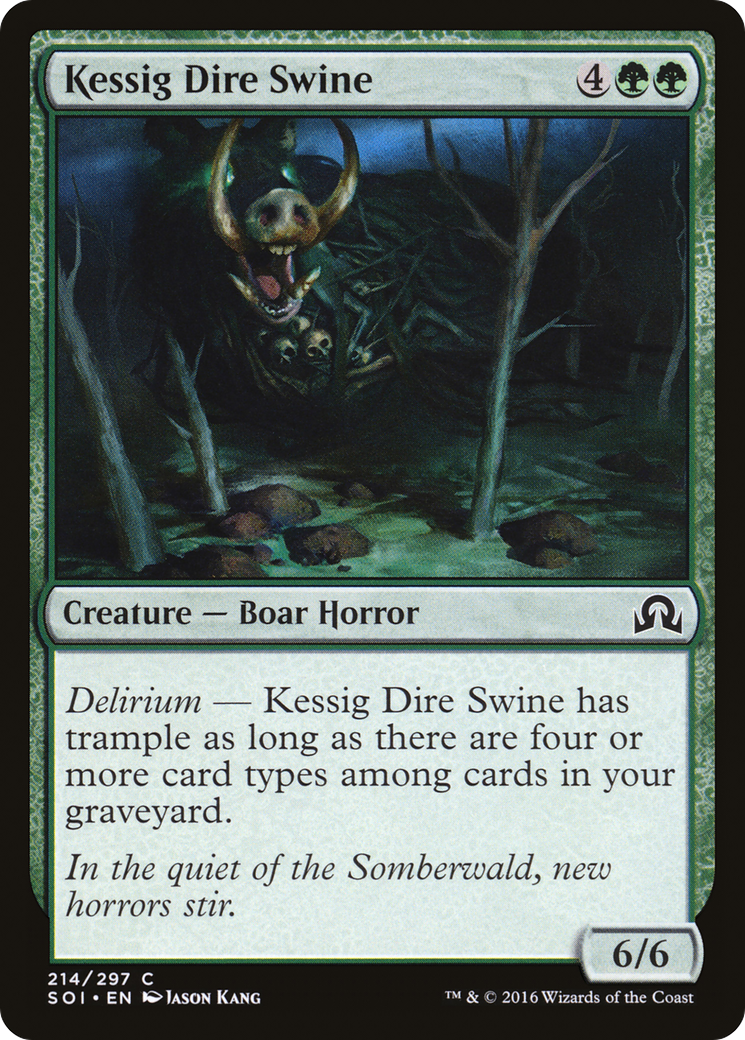 Kessig Dire Swine 4
Creature — Boar Horror
Delirium — Kessig Dire Swine has
trample as long as there are four or
more card types among cards in your
graveyard.
In the quiet of the Somberwald, new
horrors stir.
6/6
214/297 C
SOI • EN Jason Kang
™ & © 2016 Wizards of the Coast